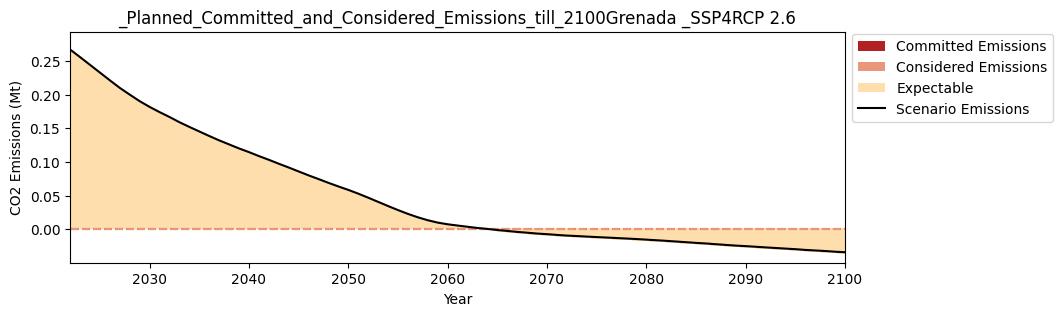 _Planned_Committed_and_Considered_Emissions_till_2100Grenada _SSP4RCP 2.6
Committed Emissions
Considered Emissions
Expectable
Scenario Emissions
CO2 Emissions (Mt)
0.25
0.20
0.15
0.10
0.05
0.00
2030
2040
2050
2060
2070
2080
2090
2100
Year